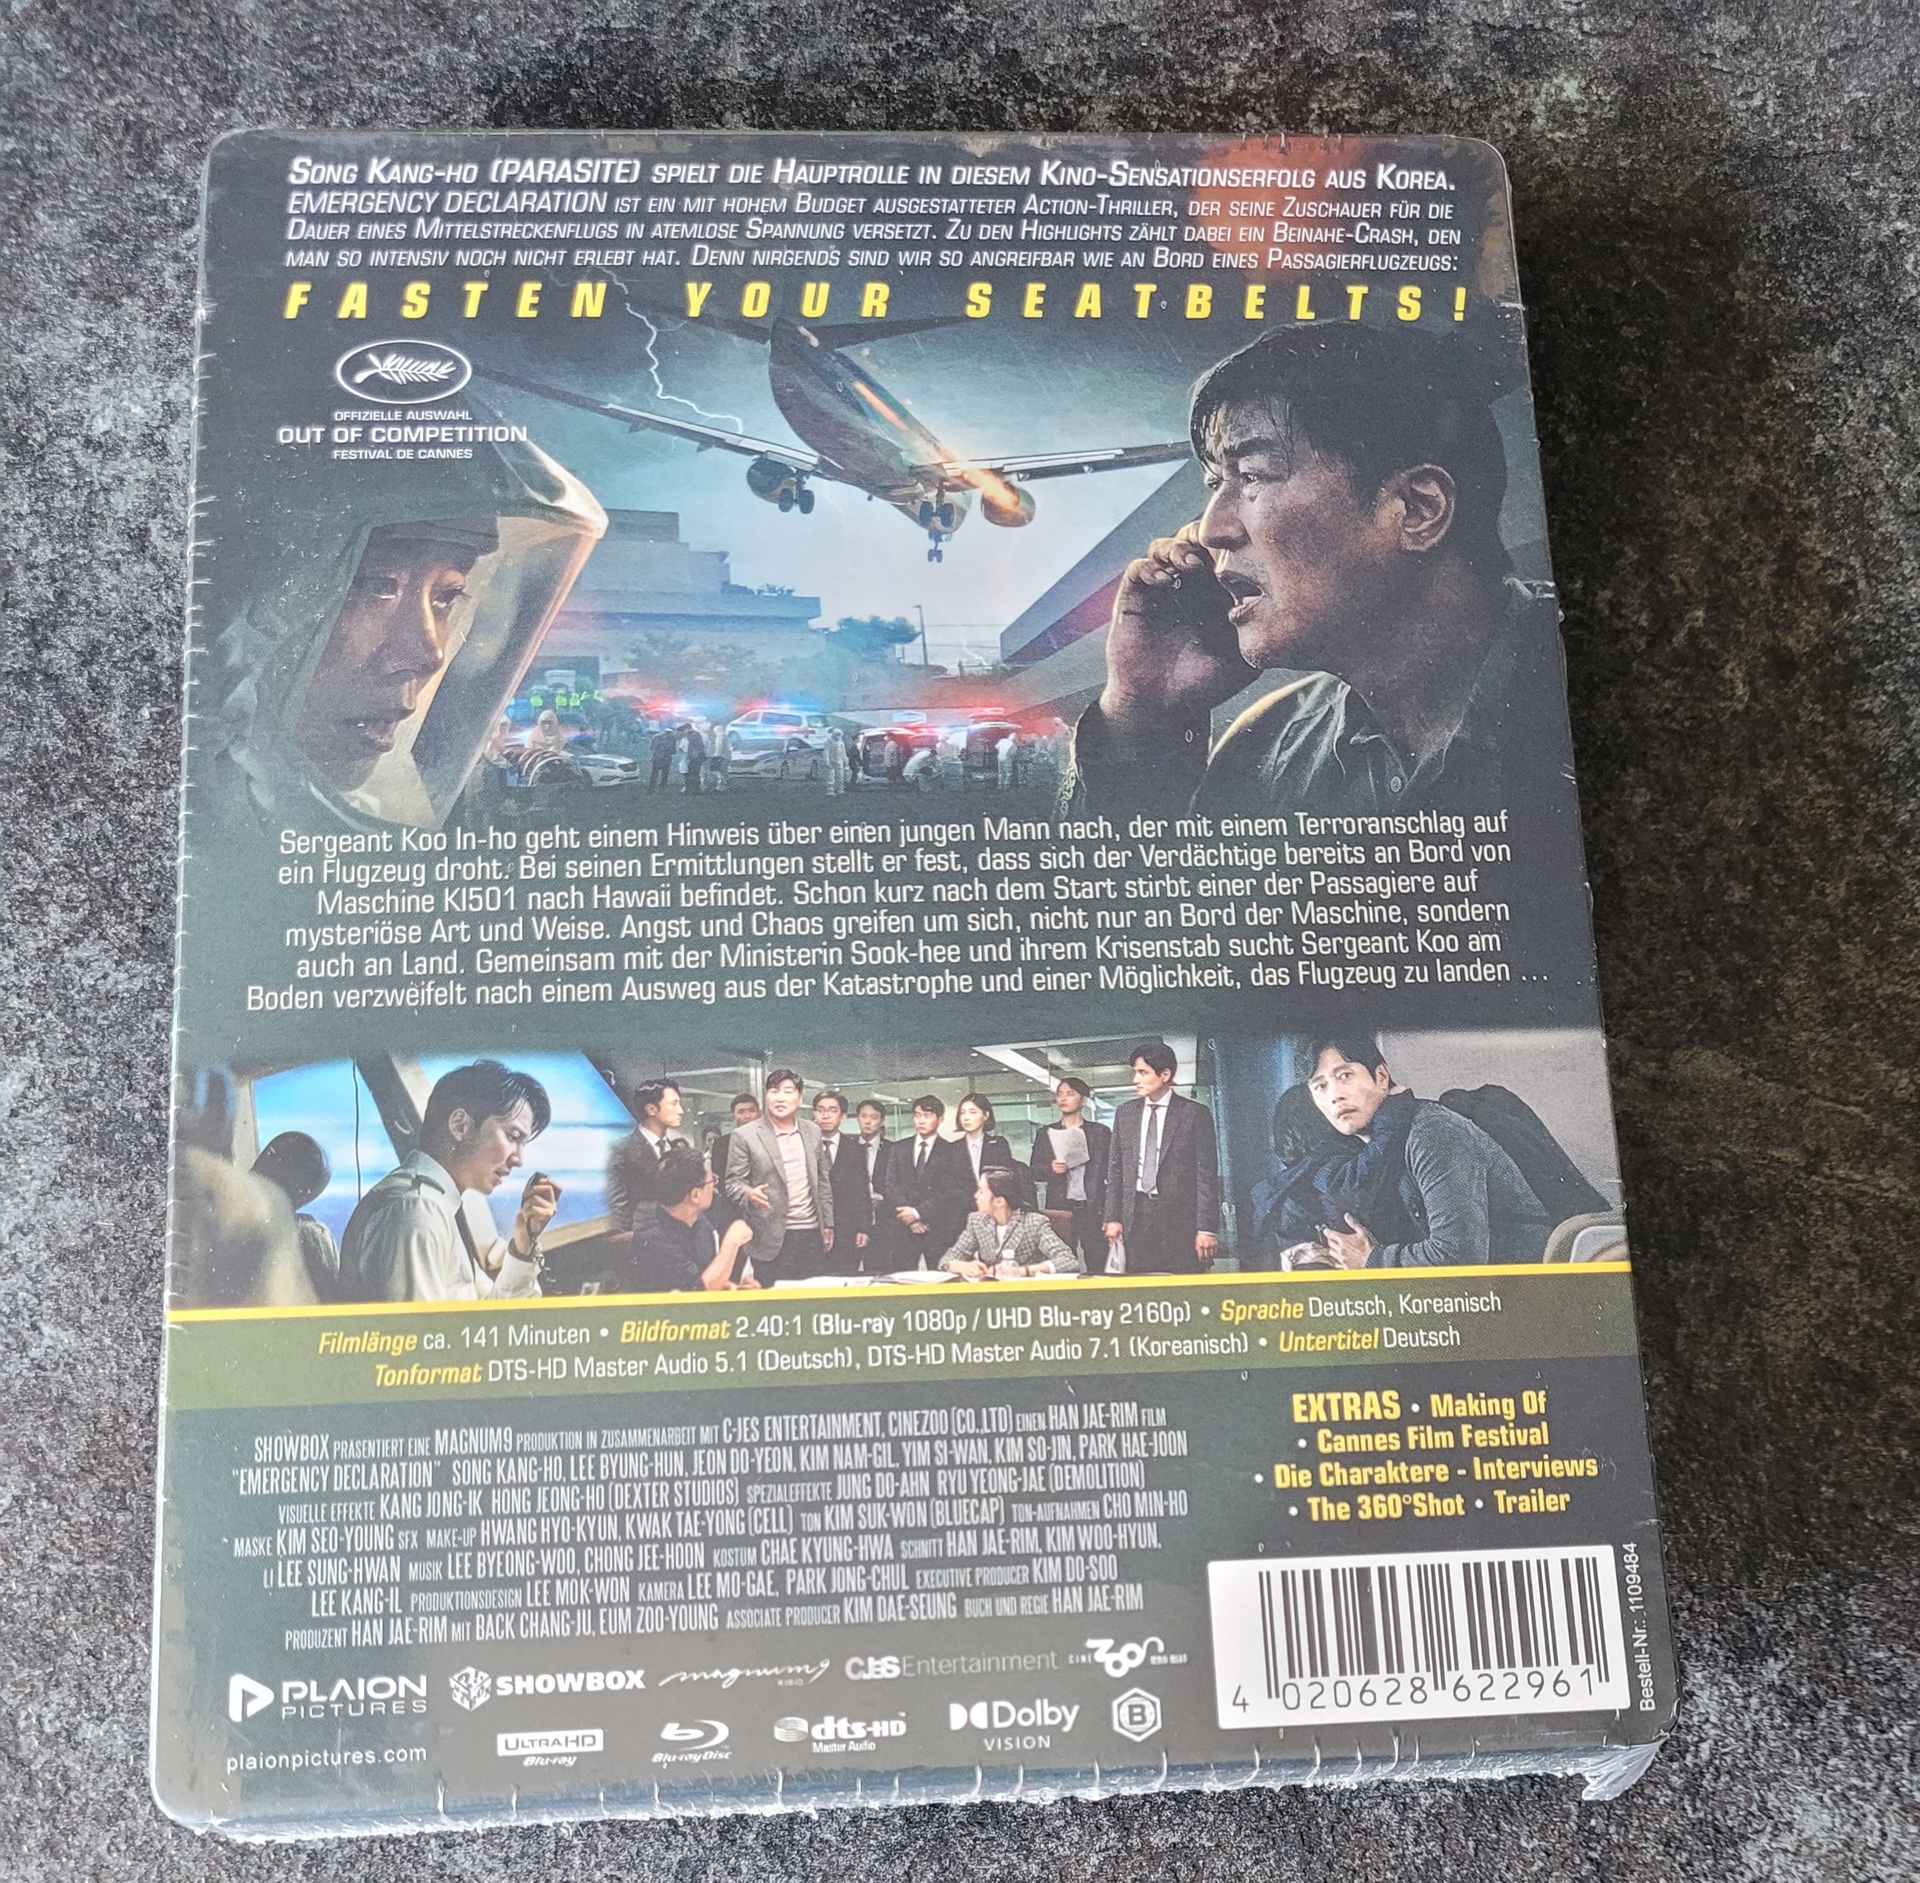 SONG KANG-HO (PARASITE) SPIELT DIE HAUPTROLLE IN DIESEM KINO-SENSATIONSERFOLG AUS KOREA.
EMERGENCY DECLARATION IST EIN MIT HOHEM BUDGET AUSGESTATTETER ACTION-THRILLER, DER SEINE ZUSCHAUER FÜR DIE
DAUER EINES MITTELSTRECKENFLUGS IN ATEMLOSE SPANNUNG VERSETZT. ZU DEN HIGHLIGHTS ZÄHLT DABEI EIN BEINAHE-CRASH, DEN
MAN SO INTENSIV NOCH NICHT ERLEBT HAT. DENN NIRGENDS SIND WIR SO ANGREIFBAR WIE AN BORD EINES PASSAGIERFLUGZEUGS:
FASTEN YOUR SEATBELTS!
OFFIZIELLE AUSWAHL
OUT OF COMPETITION
FESTIVAL DE CANNES
Sergeant Koo In-ho geht einem Hinweis über einen jungen Mann nach, der mit einem Terroranschlag auf
ein Flugzeug droht. Bei seinen Ermittlungen stellt er fest, dass sich der Verdächtige bereits an Bord von
Maschine KI501 nach Hawaii befindet. Schon kurz nach dem Start stirbt einer der Passagiere auf
mysteriöse Art und Weise. Angst und Chaos greifen um sich, nicht nur an Bord der Maschine, sondern
auch an Land. Gemeinsam mit der Ministerin Sook-hee und ihrem Krisenstab sucht Sergeant Koo am
Boden verzweifelt nach einem Ausweg aus der Katastrophe und einer Möglichkeit, das Flugzeug zu landen ...
Filmlänge ca. 141 Minuten • Bildformat 2.40:1 (Blu-ray 1080p / UHD Blu-ray 2160p) • Sprache Deutsch, Koreanisch
Tonformat DTS-HD Master Audio 5.1 (Deutsch), DTS-HD Master Audio 7.1 (Koreanisch) • Untertitel Deutsch
SHOWBOX PRÄSENTIERT EINE MAGNUM9 PRODUKTION IN ZUSAMMENARBEIT MIT C-JES ENTERTAINMENT, CINEZOO (CO.LTD) EINEN HAN JAE-RIM FILM
"EMERGENCY DECLARATION" SONG KANG-HO, LEE BYUNG-HUN, JEON DO-YEON, KIM NAM-GIL, YIM SI-WAN, KIM SO-JIN, PARK HAE-JOON
VISUELLE EFFEKTE KANG JONG-IK HONG JEONG-HO (DEXTER STUDIOS) SPEZIALEFFEKTE JUNG DO-AHN RYU YEONG-JAE (DEMOLITION)
MASKE KIM SEO-YOUNG SFX MAKE-UP HWANG HYO-KYUN, KWAK TAE-YONG (CELL) TON KIM SUK-WON (BLUECAP) TON-AUFNAHMEN CHO MIN-HO
LI LEE SUNG-HWAN MUSIK LEE BYEONG-WOO, CHONG JEE-HOON KOSTÜM CHAE KYUNG-HWA SCHNITT HAN JAE-RIM, KIM WOO-HYUN,
LEE KANG-IL PRODUKTIONSDESIGN LEE MOK-WON KAMERA LEE MO-GAE, PARK JONG-CHUL EXECUTIVE PRODUCER KIM DO-SOO
PRODUZENT HAN JAE-RIM MIT BACK CHANG-JU, EUM ZOO-YOUNG ASSOCIATE PRODUCER KIM DAE-SEUNG BUCH UND REGIE HAN JAE-RIM
EXTRAS • Making Of
• Cannes Film Festival
• Die Charaktere - Interviews
• The 360°Shot • Trailer
PLAION PICTURES
SHOWBOX
magnum9
CJES Entertainment
CINE ZOO
plaionpictures.com
ULTRA HD Blu-ray
Blu-ray Disc
dts-HD Master Audio
Dolby VISION
B
4 020628 622961
Bestell-Nr.: 1109484